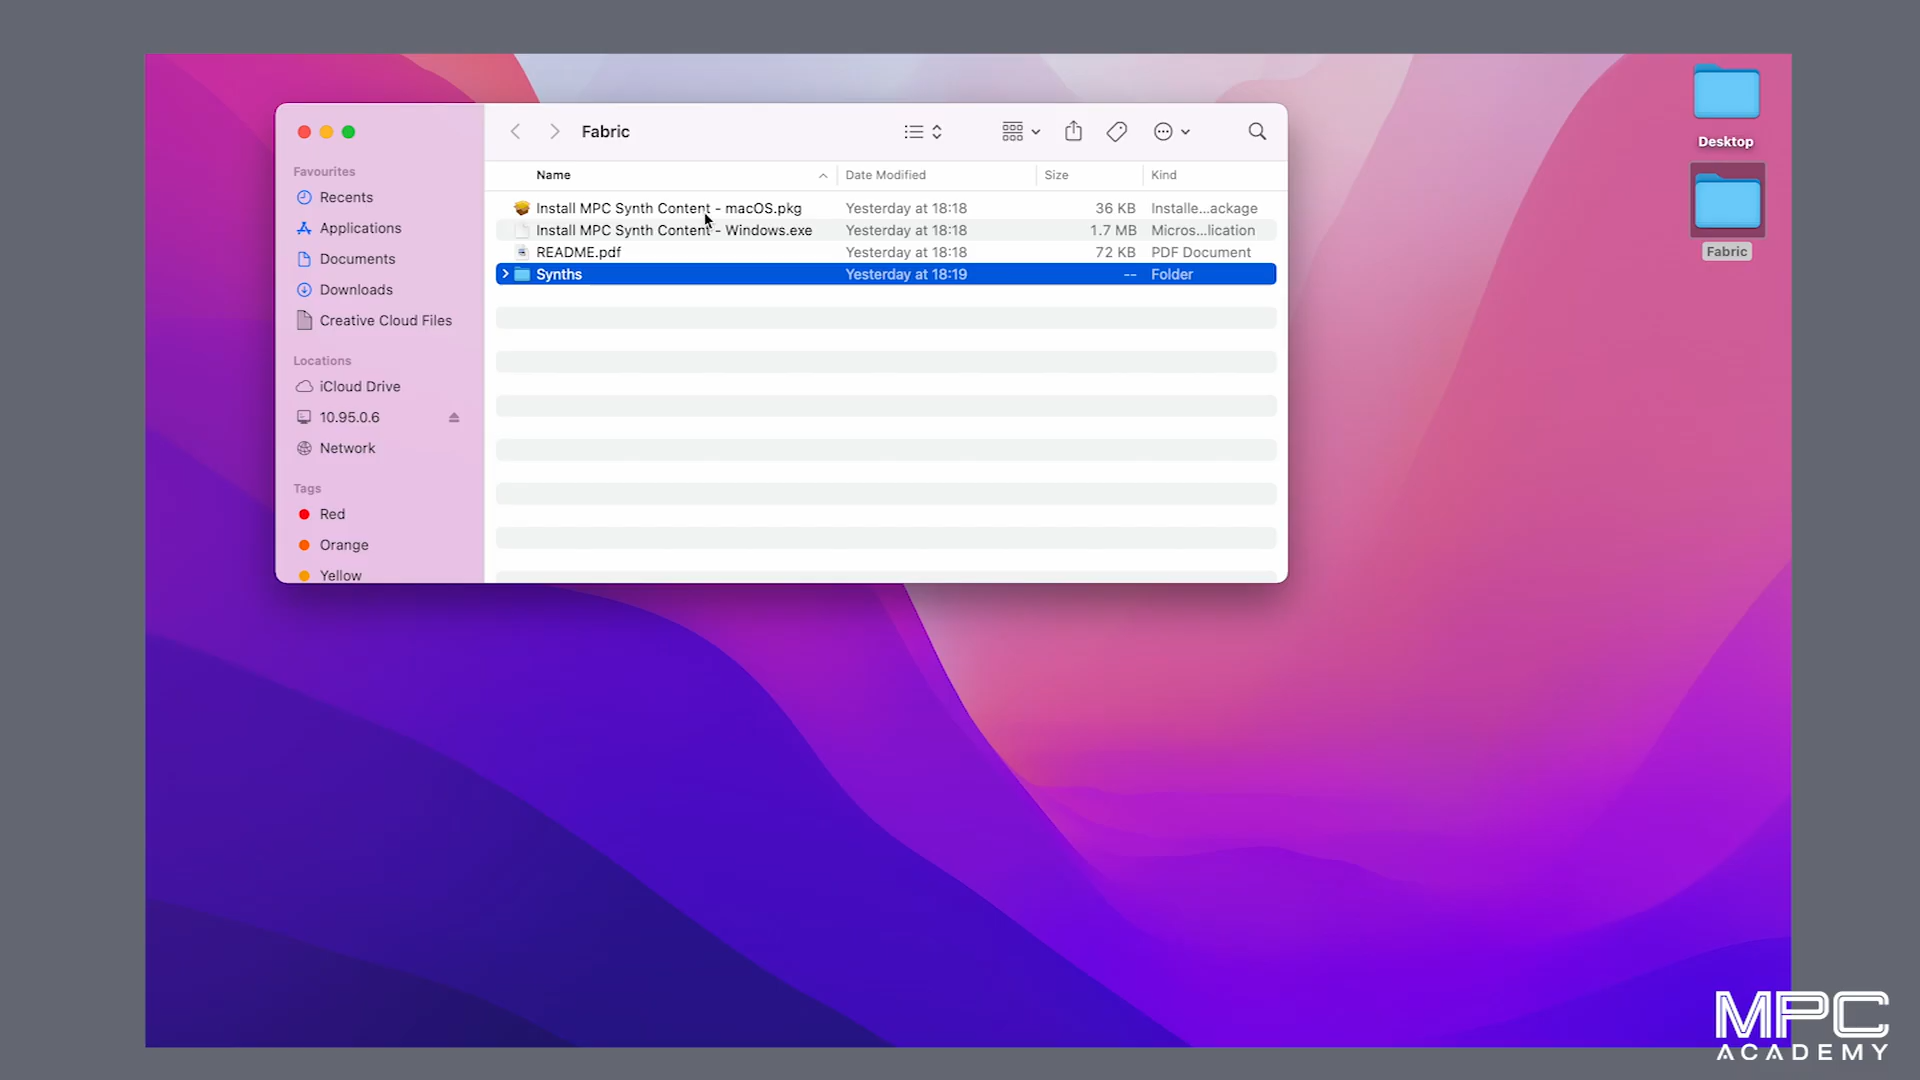 Fabric
Favourites
Recents
Applications
Documents
Downloads
Creative Cloud Files
Locations
iCloud Drive
10.95.0.6
Network
Tags
Red
Orange
Yellow
Name Date Modified Size Kind
Install MPC Synth Content - macOS.pkg Yesterday at 18:18 36 KB Installe...ackage
Install MPC Synth Content - Windows.exe Yesterday at 18:18 1.7 MB Micros...lication
README.pdf Yesterday at 18:18 72 KB PDF Document
Synths Yesterday at 18:19 -- Folder
Desktop
Fabric
MPC
ACADEMY